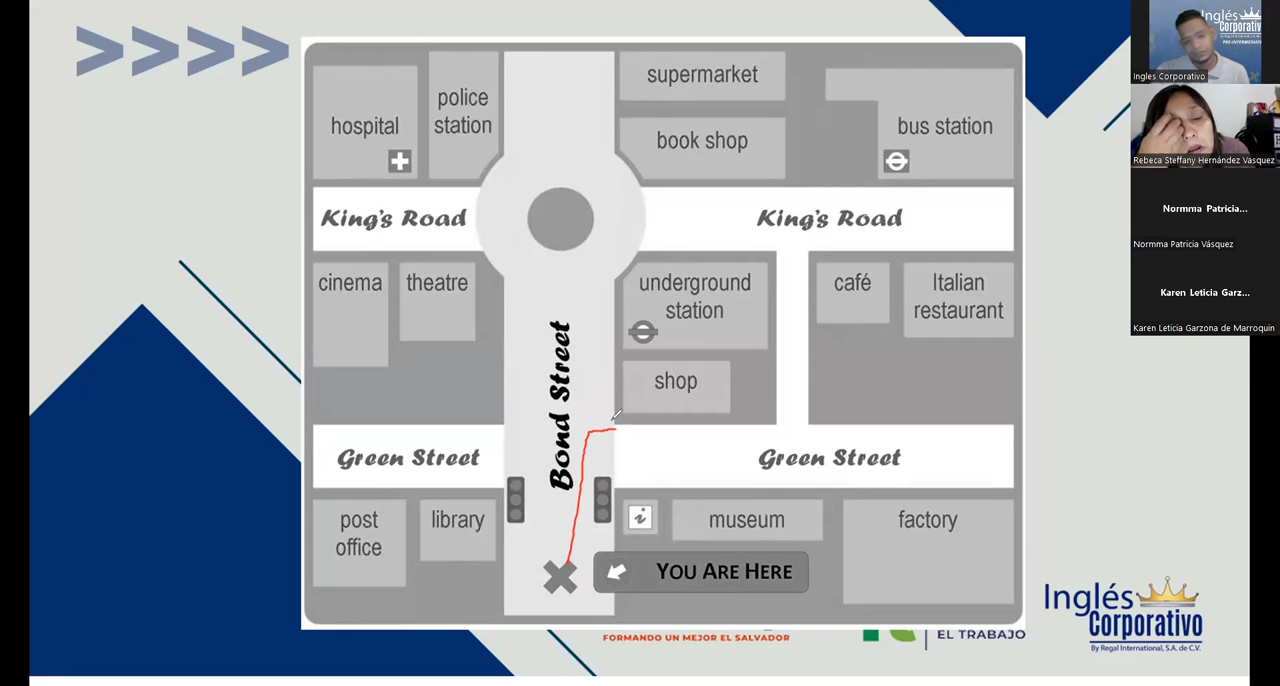 hospital
police
station
supermarket
book shop
bus station
King's Road
King's Road
cinema
theatre
underground
station
café
Italian
restaurant
shop
Bond Street
Green Street
Green Street
post
office
library
i
museum
factory
YOU ARE HERE
FORMANDO UN MEJOR EL SALVADOR
EL TRABAJO
Inglés
Corporativo
By Regal International, S.A. de C.V.
Inglés
Corporativo
PRE-INTERMEDIATE
Ingles Corporativo
Rebeca Steffany Hernández Vasquez
Normma Patricia...
Normma Patricia Vásquez
Karen Leticia Garz...
Karen Leticia Garzona de Marroquin